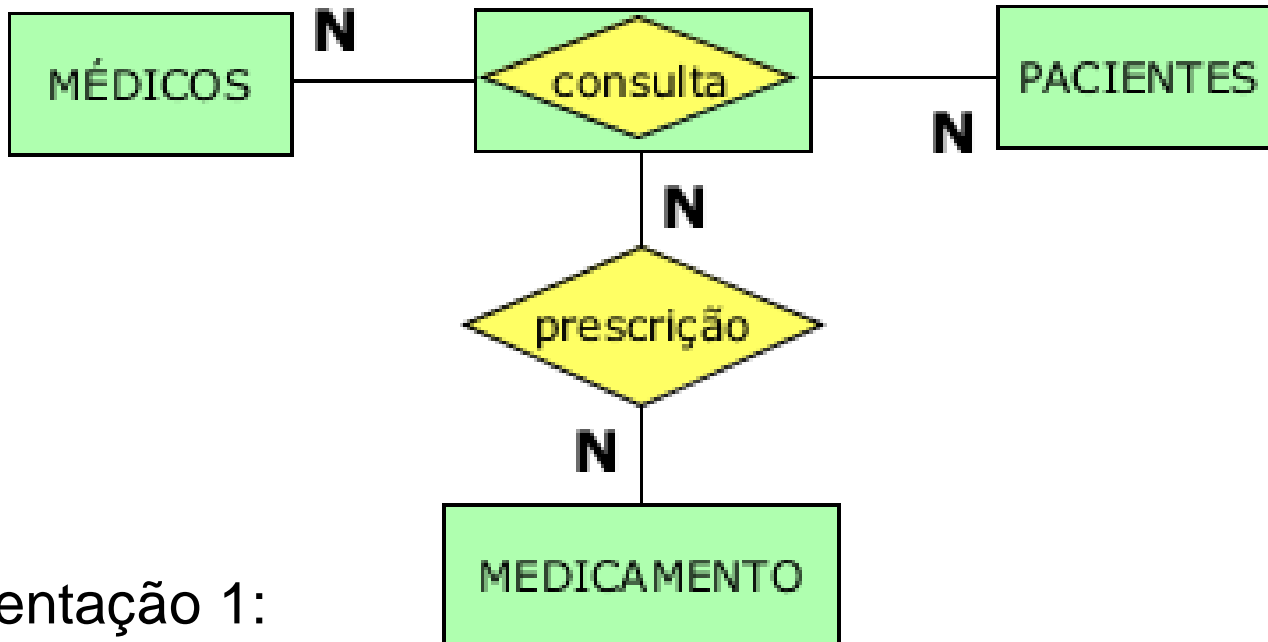 N
MÉDICOS
consulta
PACIENTES
N
N
prescrição
N
MEDICAMENTO
entação 1: